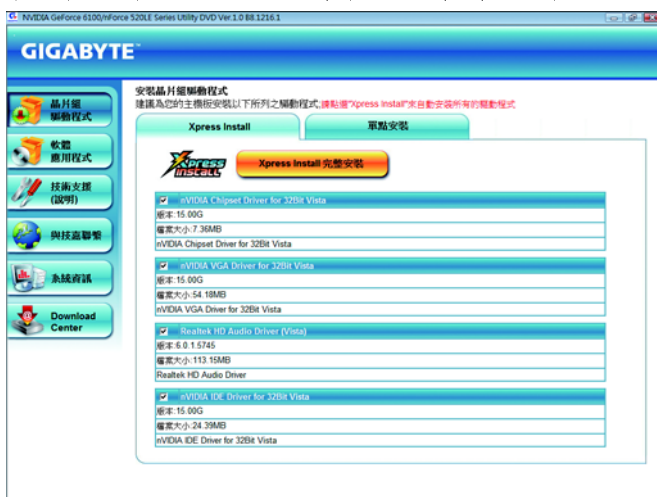 NVIDIA GeForce 6100/nForce 520LE Series Utility DVD Ver.1.0 B8.1216.1
GIGABYTE™
安裝晶片組驅動程式
建議為您的主機板安裝以下所列之驅動程式;請點選"Xpress Install"來自動安裝所有的驅動程式
晶片組
驅動程式
軟體
應用程式
技術支援
(說明)
與技嘉聯繫
系統資訊
Download
Center
Xpress Install
單點安裝
Xpress
INSTALL
Xpress Install 完整安裝
nVIDIA Chipset Driver for 32Bit Vista
版本:15.00G
檔案大小:7.36MB
nVIDIA Chipset Driver for 32Bit Vista
nVIDIA VGA Driver for 32Bit Vista
版本:15.00G
檔案大小:54.18MB
nVIDIA VGA Driver for 32Bit Vista
Realtek HD Audio Driver (Vista)
版本:6.0.1.5745
檔案大小:113.15MB
Realtek HD Audio Driver
nVIDIA IDE Driver for 32Bit Vista
版本:15.00G
檔案大小:24.39MB
nVIDIA IDE Driver for 32Bit Vista